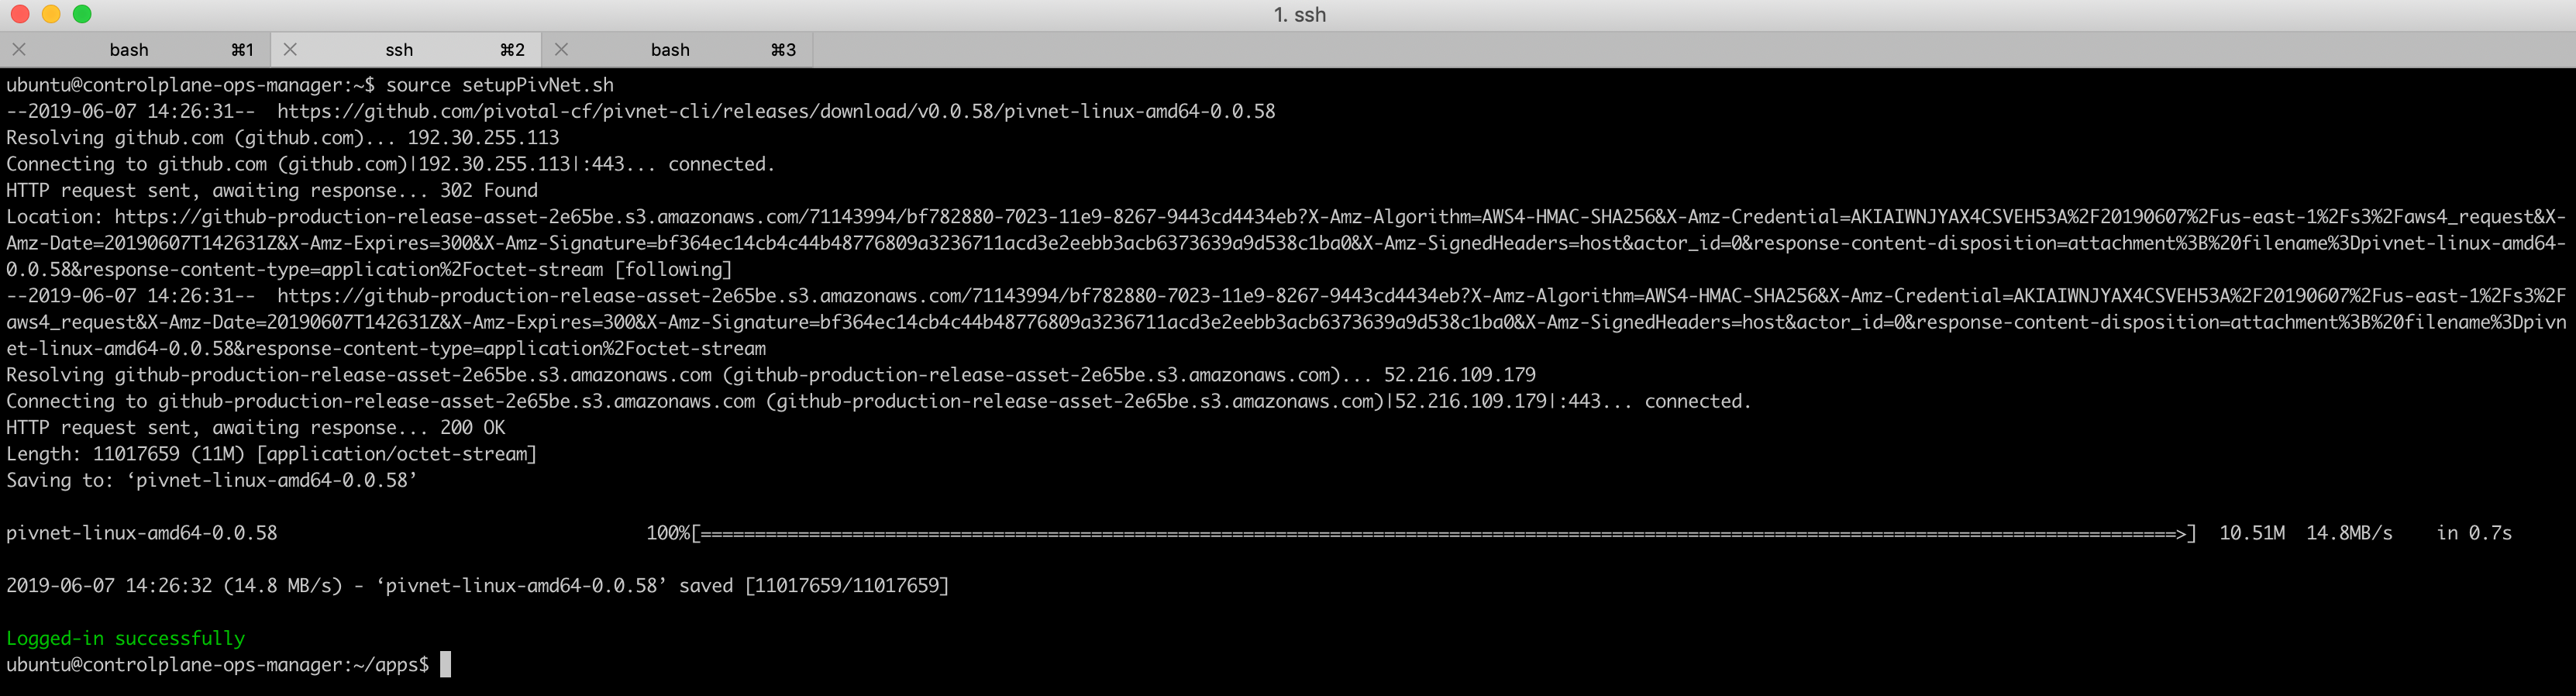 1. ssh
bash ⌘1 ssh ⌘2 bash ⌘3
ubuntu@controlplane-ops-manager:~$ source setupPivNet.sh
--2019-06-07 14:26:31--  https://github.com/pivotal-cf/pivnet-cli/releases/download/v0.0.58/pivnet-linux-amd64-0.0.58
Resolving github.com (github.com)... 192.30.255.113
Connecting to github.com (github.com)|192.30.255.113|:443... connected.
HTTP request sent, awaiting response... 302 Found
Location: https://github-production-release-asset-2e65be.s3.amazonaws.com/71143994/bf782880-7023-11e9-8267-9443cd4434eb?X-Amz-Algorithm=AWS4-HMAC-SHA256&X-Amz-Credential=AKIAIWNJYAX4CSVEH53A%2F20190607%2Fus-east-1%2Fs3%2Faws4_request&X-
Amz-Date=20190607T142631Z&X-Amz-Expires=300&X-Amz-Signature=bf364ec14cb4c44b48776809a3236711acd3e2eebb3acb6373639a9d538c1ba0&X-Amz-SignedHeaders=host&actor_id=0&response-content-disposition=attachment%3B%20filename%3Dpivnet-linux-amd64-
0.0.58&response-content-type=application%2Foctet-stream [following]
--2019-06-07 14:26:31--  https://github-production-release-asset-2e65be.s3.amazonaws.com/71143994/bf782880-7023-11e9-8267-9443cd4434eb?X-Amz-Algorithm=AWS4-HMAC-SHA256&X-Amz-Credential=AKIAIWNJYAX4CSVEH53A%2F20190607%2Fus-east-1%2Fs3%2F
aws4_request&X-Amz-Date=20190607T142631Z&X-Amz-Expires=300&X-Amz-Signature=bf364ec14cb4c44b48776809a3236711acd3e2eebb3acb6373639a9d538c1ba0&X-Amz-SignedHeaders=host&actor_id=0&response-content-disposition=attachment%3B%20filename%3Dpivn
et-linux-amd64-0.0.58&response-content-type=application%2Foctet-stream
Resolving github-production-release-asset-2e65be.s3.amazonaws.com (github-production-release-asset-2e65be.s3.amazonaws.com)... 52.216.109.179
Connecting to github-production-release-asset-2e65be.s3.amazonaws.com (github-production-release-asset-2e65be.s3.amazonaws.com)|52.216.109.179|:443... connected.
HTTP request sent, awaiting response... 200 OK
Length: 11017659 (11M) [application/octet-stream]
Saving to: ‘pivnet-linux-amd64-0.0.58’
pivnet-linux-amd64-0.0.58 100%[========================================================================================================================================>] 10.51M 14.8MB/s in 0.7s
2019-06-07 14:26:32 (14.8 MB/s) - ‘pivnet-linux-amd64-0.0.58’ saved [11017659/11017659]
Logged-in successfully
ubuntu@controlplane-ops-manager:~/apps$